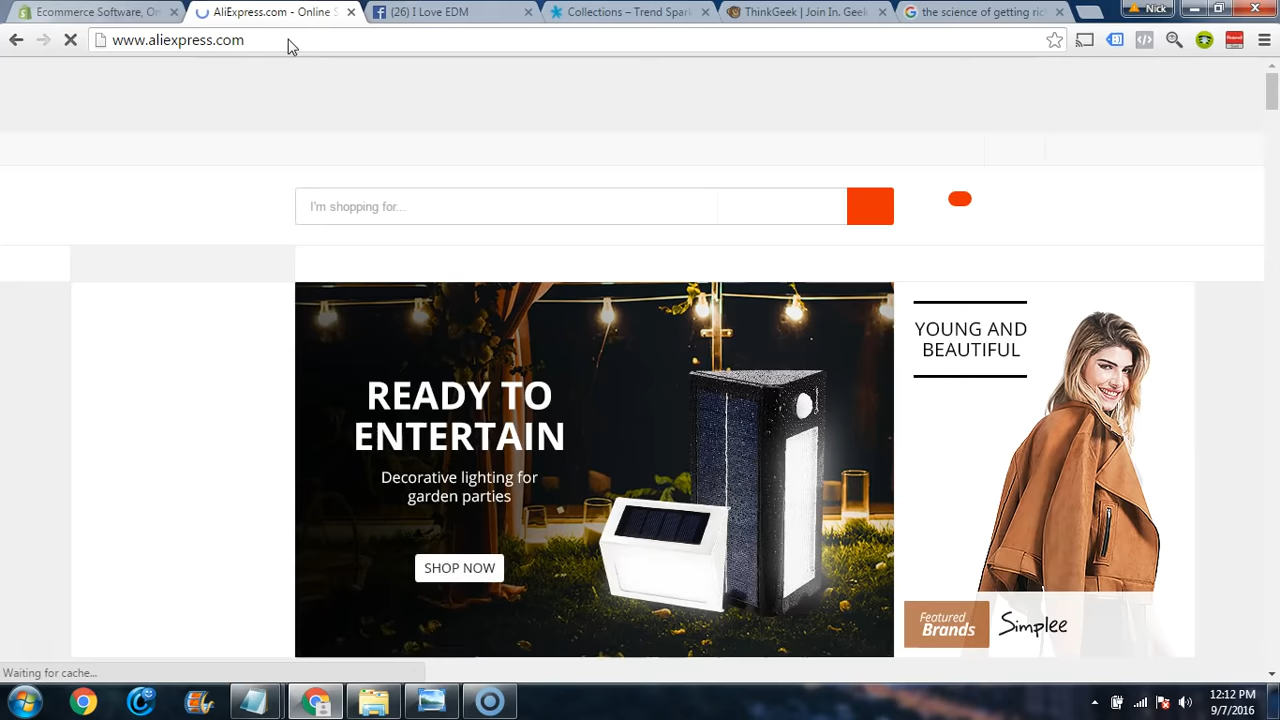 Ecommerce Software, On
AliExpress.com - Online S
(26) I Love EDM
Collections – Trend Spark
ThinkGeek | Join In. Geek
the science of getting rich
Nick
www.aliexpress.com
I'm shopping for...
READY TO
ENTERTAIN
Decorative lighting for
garden parties
SHOP NOW
YOUNG AND
BEAUTIFUL
Featured
Brands
Simplee
Waiting for cache...
12:12 PM
9/7/2016